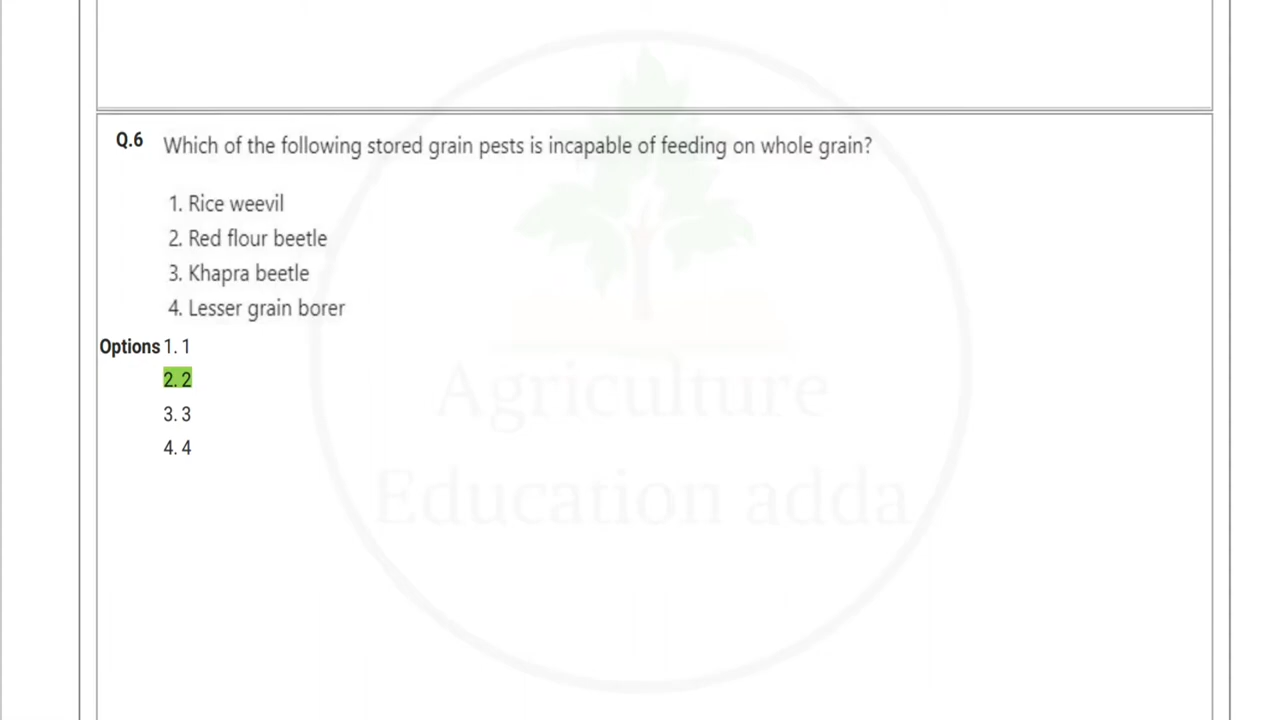 Q.6 Which of the following stored grain pests is incapable of feeding on whole grain?
1. Rice weevil
2. Red flour beetle
3. Khapra beetle
4. Lesser grain borer
Options 1. 1
2. 2
3. 3
4. 4
Agriculture
Education adda